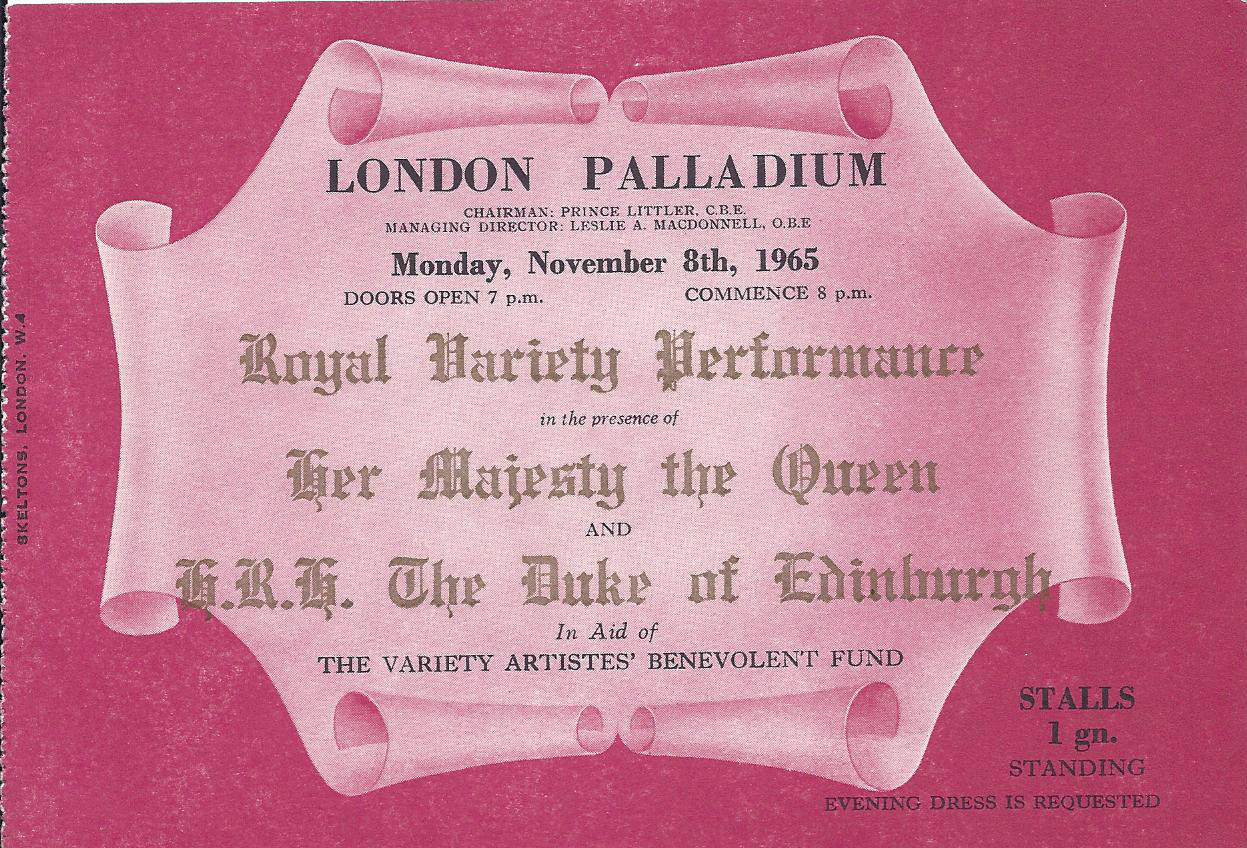 LONDON PALLADIUM
CHAIRMAN: PRINCE LITTLER, C.B.E.
MANAGING DIRECTOR: LESLIE A. MACDONNELL, O.B.E
Monday, November 8th, 1965
DOORS OPEN 7 p.m. COMMENCE 8 p.m.
Royal Variety Performance
in the presence of
Her Majesty the Queen
AND
H.R.H. The Duke of Edinburgh
In Aid of
THE VARIETY ARTISTES' BENEVOLENT FUND
STALLS
1 gn.
STANDING
EVENING DRESS IS REQUESTED
SKELTONS, LONDON, W.4